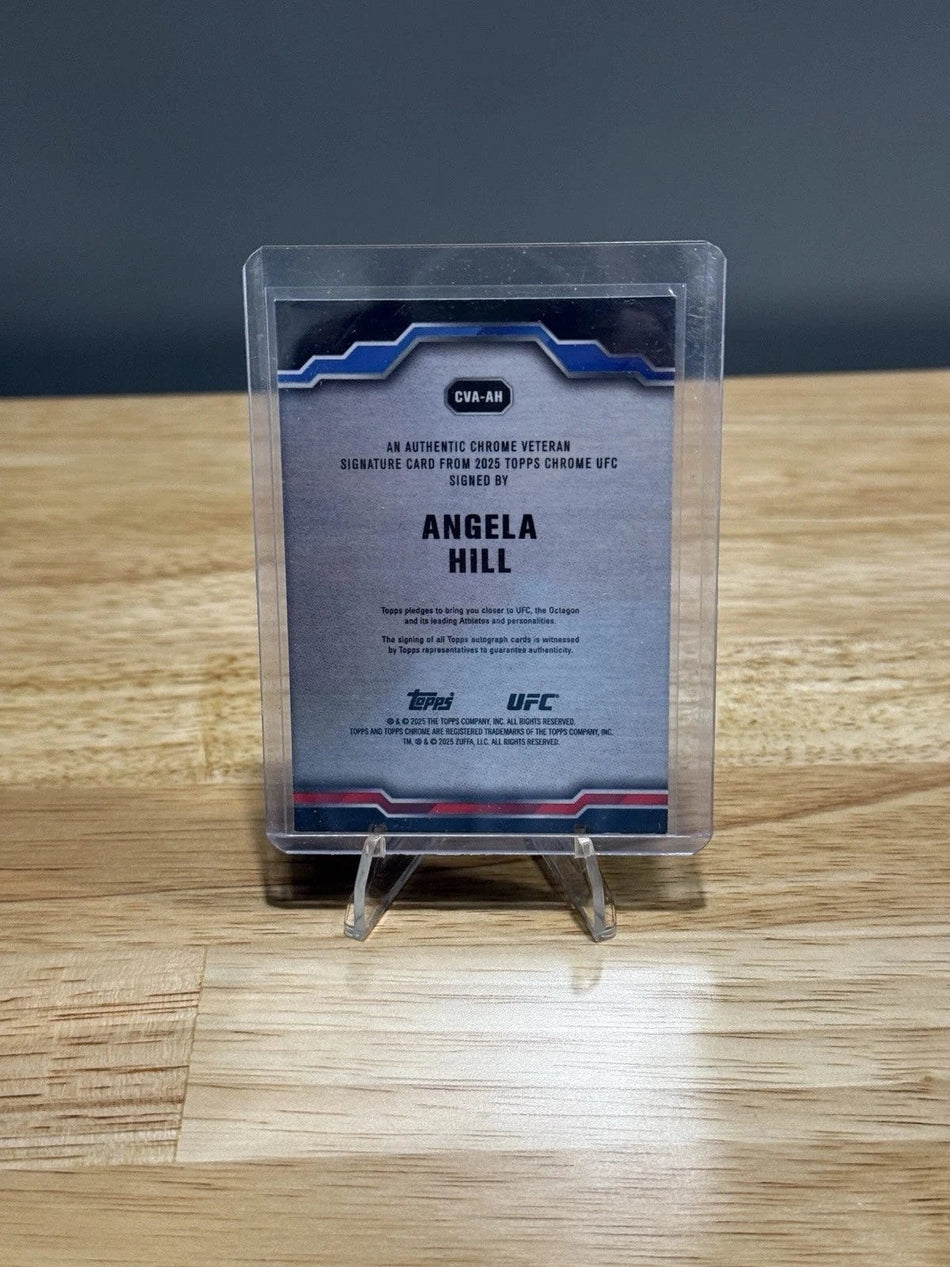 CVA-AH
AN AUTHENTIC CHROME VETERAN
SIGNATURE CARD FROM 2025 TOPPS CHROME UFC
SIGNED BY
ANGELA
HILL
Topps pledges to bring you closer to UFC, the Octagon
and its leading Athletes and personalities.
The signing of all Topps autograph cards is witnessed
by Topps representatives to guarantee authenticity.
topps UFC
® & © 2025 THE TOPPS COMPANY, INC. ALL RIGHTS RESERVED.
TOPPS AND TOPPS CHROME ARE REGISTERED TRADEMARKS OF THE TOPPS COMPANY, INC.
TM, ® & © 2025 ZUFFA, LLC. ALL RIGHTS RESERVED.